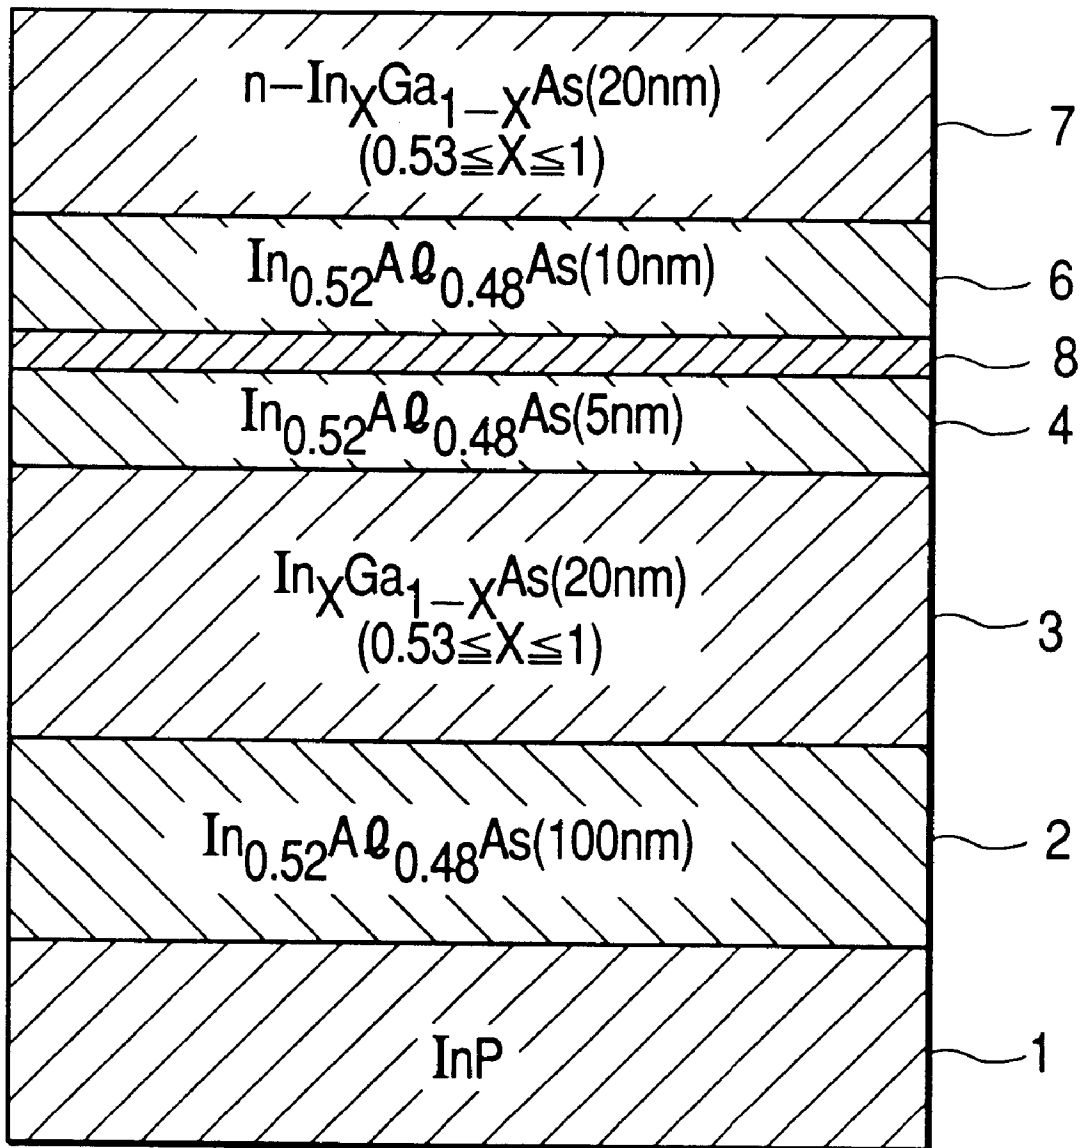 n−InXGa1−XAs(20nm)
(0.53≦X≦1)
7
In0.52Aℓ0.48As(10nm)
6
8
In0.52Aℓ0.48As(5nm)
4
InXGa1−XAs(20nm)
(0.53≦X≦1)
3
In0.52Aℓ0.48As(100nm)
2
InP
1